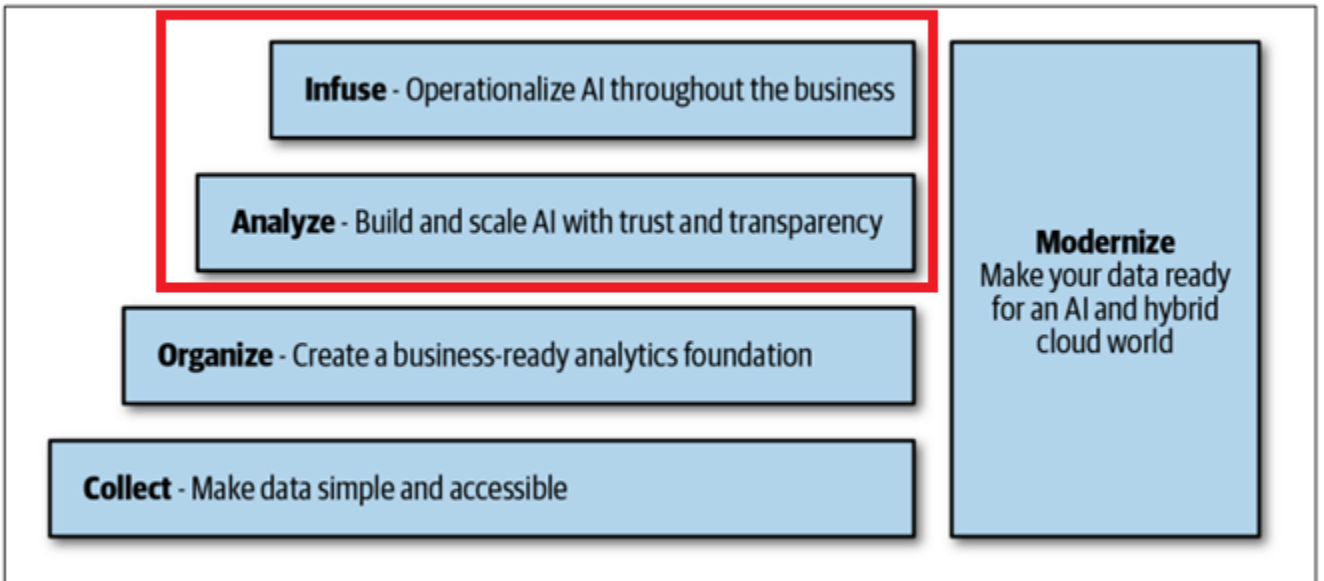 Infuse - Operationalize AI throughout the business
Analyze - Build and scale AI with trust and transparency
Organize - Create a business-ready analytics foundation
Collect - Make data simple and accessible
Modernize
Make your data ready
for an AI and hybrid
cloud world